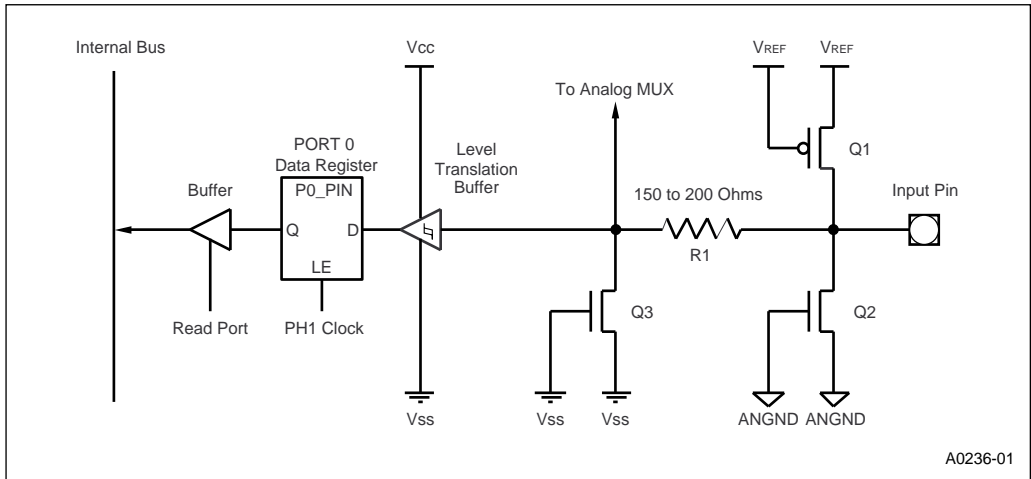 Internal Bus
Vcc
VREF
VREF
To Analog MUX
PORT 0
Data Register
P0_PIN
Level
Translation
Buffer
Q1
Buffer
150 to 200 Ohms
Input Pin
Q
D
R1
LE
Read Port
PH1 Clock
Q3
Q2
Vss
Vss
Vss
ANGND
ANGND
A0236-01